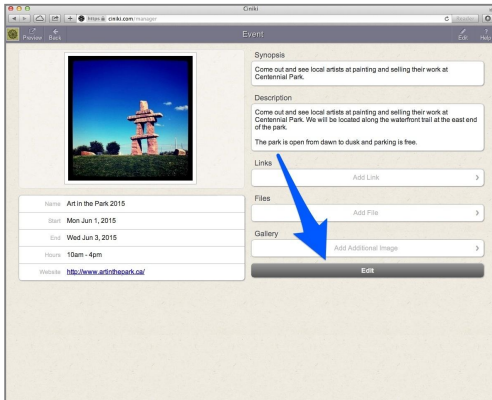 Ciniki
https ciniki.com/manager
Reader
Preview
Back
Event
Edit
Help
Synopsis
Come out and see local artists at painting and selling their work at
Centennial Park.
Description
Come out and see local artists at painting and selling their work at
Centennial Park. We will be located along the waterfront trail at the east end
of the park.
The park is open from dawn to dusk and parking is free.
Links
Add Link
Files
Add File
Gallery
Add Additional Image
Edit
Name Art in the Park 2015
Start Mon Jun 1, 2015
End Wed Jun 3, 2015
Hours 10am - 4pm
Website http://www.artinthepark.ca/